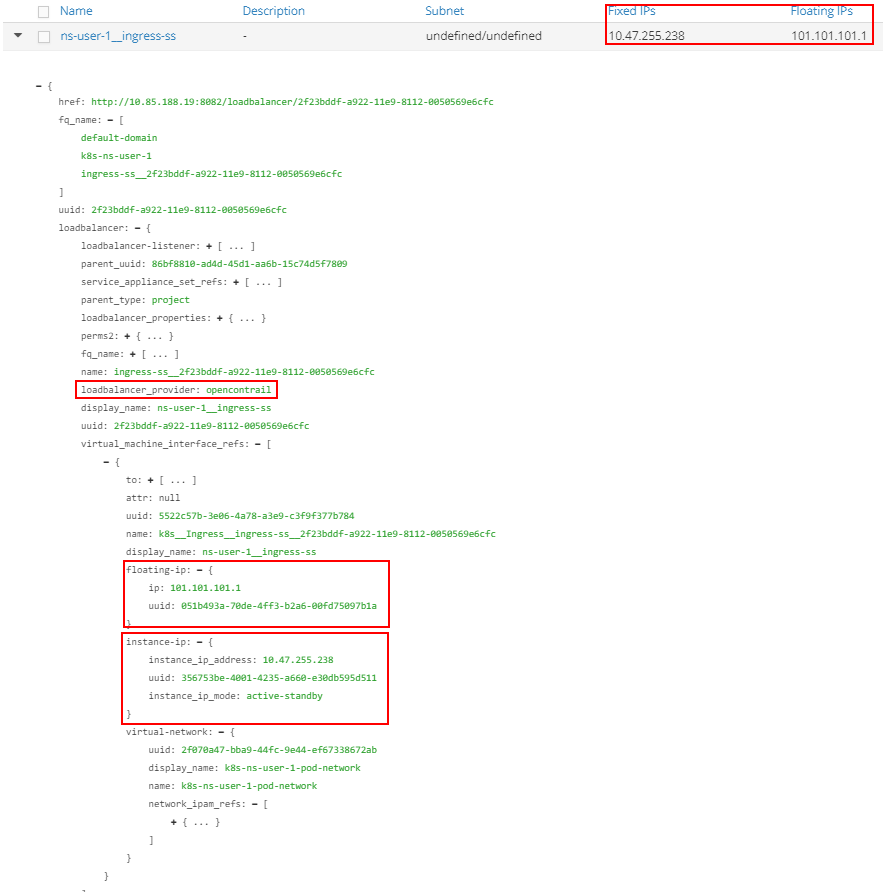 Name Description Subnet Fixed IPs Floating IPs
ns-user-1__ingress-ss - undefined/undefined 10.47.255.238 101.101.101.1
- {
href: http://10.85.188.19:8082/loadbalancer/2f23bddf-a922-11e9-8112-0050569e6cfc
fq_name: - [
default-domain
k8s-ns-user-1
ingress-ss__2f23bddf-a922-11e9-8112-0050569e6cfc
]
uuid: 2f23bddf-a922-11e9-8112-0050569e6cfc
loadbalancer: - {
loadbalancer-listener: + [ ... ]
parent_uuid: 86bf8810-ad4d-45d1-aa6b-15c74d5f7809
service_appliance_set_refs: + [ ... ]
parent_type: project
loadbalancer_properties: + { ... }
perms2: + { ... }
fq_name: + [ ... ]
name: ingress-ss__2f23bddf-a922-11e9-8112-0050569e6cfc
loadbalancer_provider: opencontrail
display_name: ns-user-1__ingress-ss
uuid: 2f23bddf-a922-11e9-8112-0050569e6cfc
virtual_machine_interface_refs: - [
- {
to: + [ ... ]
attr: null
uuid: 5522c57b-3e06-4a78-a3e9-c3f9f377b784
name: k8s__Ingress__ingress-ss__2f23bddf-a922-11e9-8112-0050569e6cfc
display_name: ns-user-1__ingress-ss
floating-ip: - {
ip: 101.101.101.1
uuid: 051b493a-70de-4ff3-b2a6-00fd75097b1a
}
instance-ip: - {
instance_ip_address: 10.47.255.238
uuid: 356753be-4001-4235-a660-e30db595d511
instance_ip_mode: active-standby
}
virtual-network: - {
uuid: 2f070a47-bba9-44fc-9e44-ef67338672ab
display_name: k8s-ns-user-1-pod-network
name: k8s-ns-user-1-pod-network
network_ipam_refs: - [
+ { ... }
]
}
}